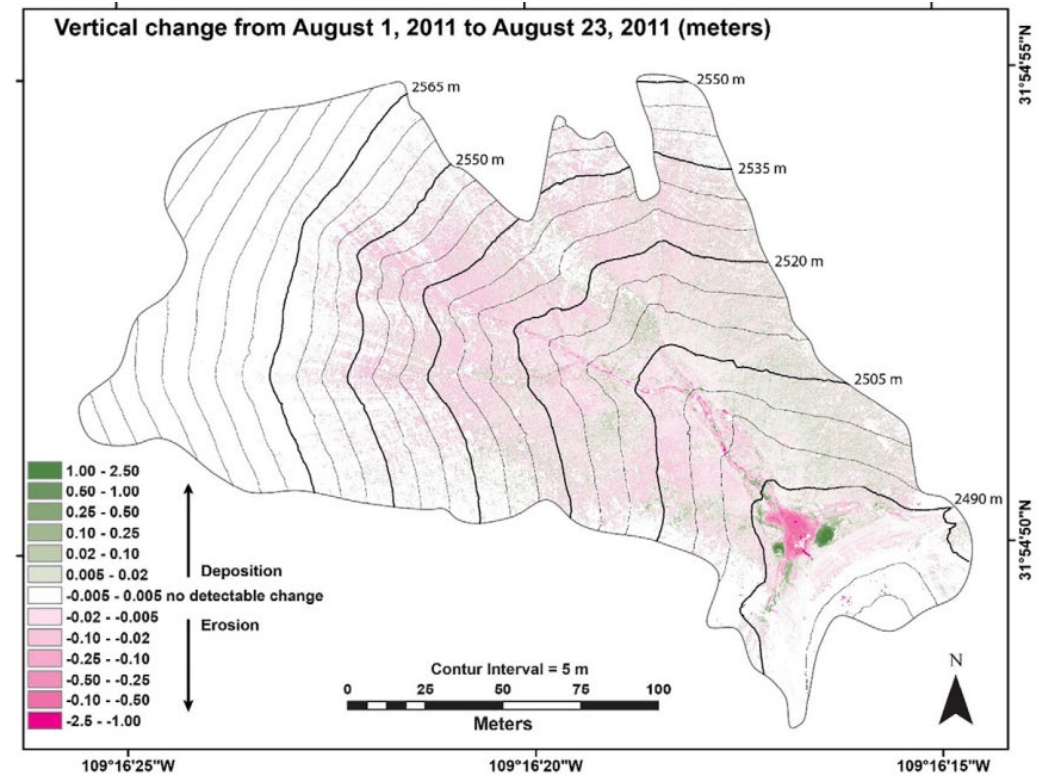 Vertical change from August 1, 2011 to August 23, 2011 (meters)
31°54'55"N
2550 m
2565 m
2550 m
2535 m
2520 m
2505 m
2490 m
31°54'50"N
1.00 - 2.50
0.50 - 1.00
0.25 - 0.50
0.10 - 0.25
0.02 - 0.10
0.005 - 0.02
Deposition
-0.005 - 0.005 no detectable change
-0.02 - -0.005
Erosion
-0.10 - -0.02
-0.25 - -0.10
-0.50 - -0.25
-0.10 - -0.50
-2.5 - -1.00
Contur Interval = 5 m
0 25 50 75 100
Meters
N
109°16'25"W 109°16'20"W 109°16'15"W